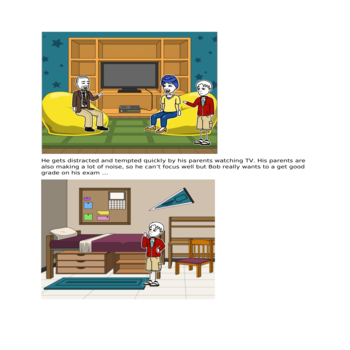 He gets distracted and tempted quickly by his parents watching TV. His parents are
also making a lot of noise, so he can't focus well but Bob really wants to a get good
grade on his exam ...